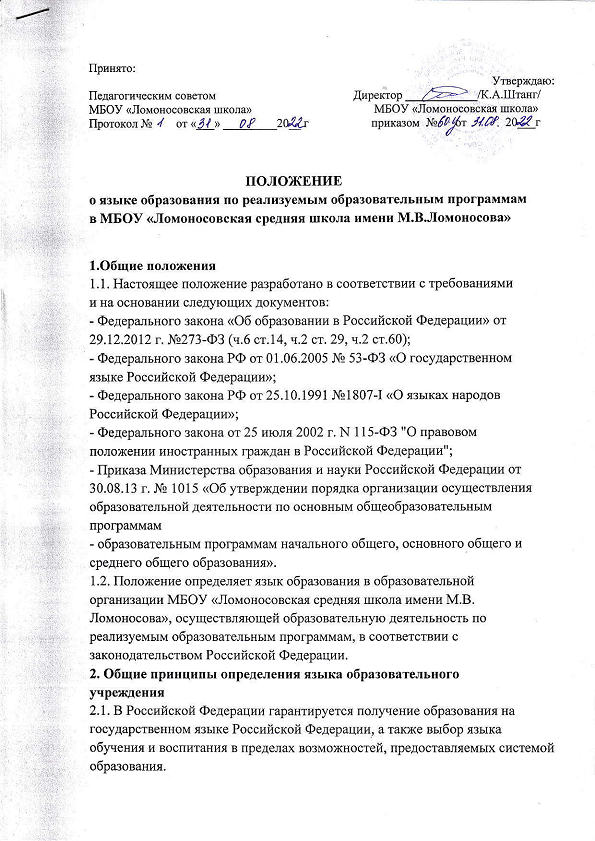 Принято:
Утверждаю:
Педагогическим советом Директор /К.А.Штанг/
МБОУ «Ломоносовская школа» МБОУ «Ломоносовская школа»
Протокол № 1 от «31» 08 2022г приказом № от 31.08. 2022 г
ПОЛОЖЕНИЕ
о языке образования по реализуемым образовательным программам
в МБОУ «Ломоносовская средняя школа имени М.В.Ломоносова»
1.Общие положения
1.1. Настоящее положение разработано в соответствии с требованиями
и на основании следующих документов:
- Федерального закона «Об образовании в Российской Федерации» от
29.12.2012 г. №273-ФЗ (ч.6 ст.14, ч.2 ст. 29, ч.2 ст.60);
- Федерального закона РФ от 01.06.2005 № 53-ФЗ «О государственном
языке Российской Федерации»;
- Федерального закона РФ от 25.10.1991 №1807-I «О языках народов
Российской Федерации»;
- Федерального закона от 25 июля 2002 г. N 115-ФЗ "О правовом
положении иностранных граждан в Российской Федерации";
- Приказа Министерства образования и науки Российской Федерации от
30.08.13 г. № 1015 «Об утверждении порядка организации осуществления
образовательной деятельности по основным общеобразовательным
программам
- образовательным программам начального общего, основного общего и
среднего общего образования».
1.2. Положение определяет язык образования в образовательной
организации МБОУ «Ломоносовская средняя школа имени М.В.
Ломоносова», осуществляющей образовательную деятельность по
реализуемым образовательным программам, в соответствии с
законодательством Российской Федерации.
2. Общие принципы определения языка образовательного
учреждения
2.1. В Российской Федерации гарантируется получение образования на
государственном языке Российской Федерации, а также выбор языка
обучения и воспитания в пределах возможностей, предоставляемых системой
образования.